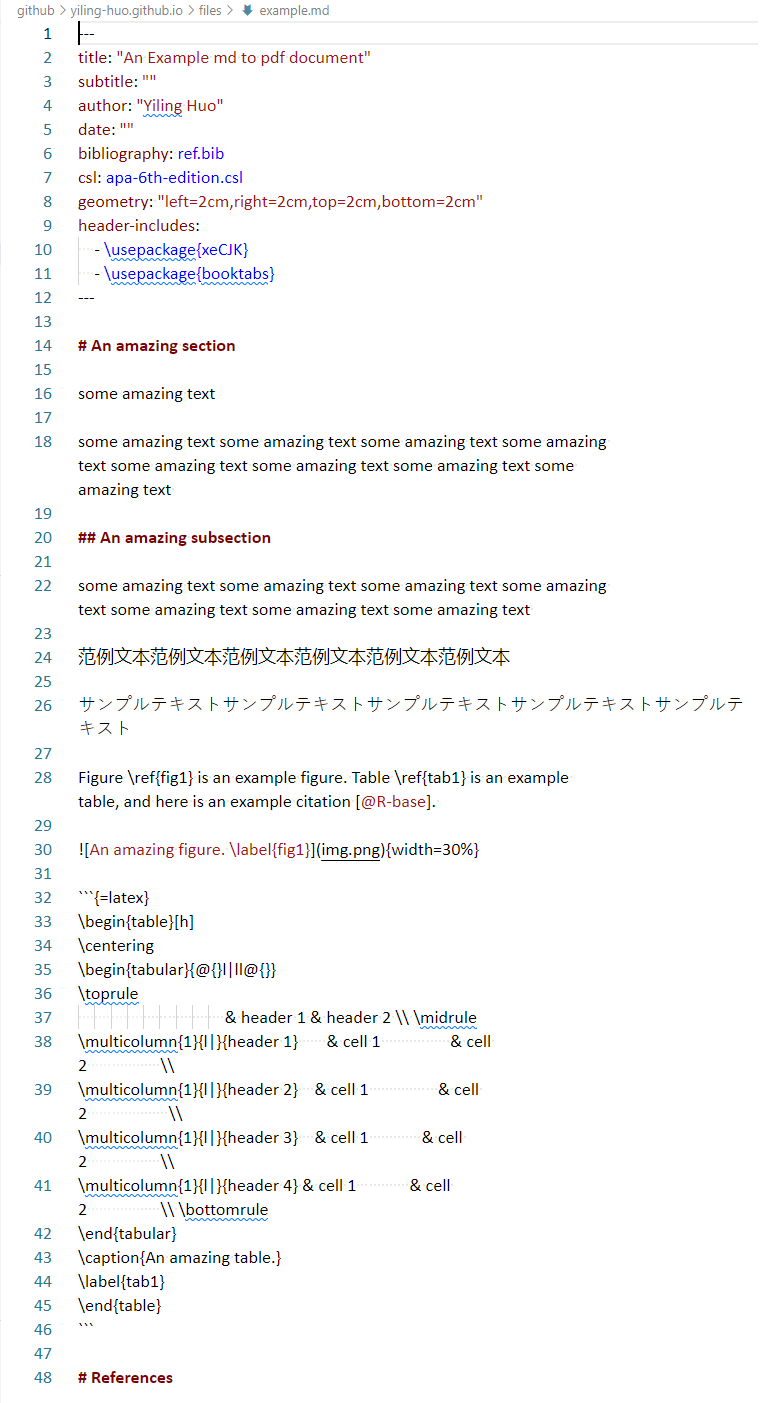 github > yiling-huo.github.io > files > example.md
1 ---
2 title: "An Example md to pdf document"
3 subtitle: ""
4 author: "Yiling Huo"
5 date: ""
6 bibliography: ref.bib
7 csl: apa-6th-edition.csl
8 geometry: "left=2cm,right=2cm,top=2cm,bottom=2cm"
9 header-includes:
10 - \usepackage{xeCJK}
11 - \usepackage{booktabs}
12 ---
13
14 # An amazing section
15
16 some amazing text
17
18 some amazing text some amazing text some amazing text some amazing
text some amazing text some amazing text some amazing text some
amazing text
19
20 ## An amazing subsection
21
22 some amazing text some amazing text some amazing text some amazing
text some amazing text some amazing text some amazing text
23
24 范例文本范例文本范例文本范例文本范例文本范例文本
25
26 サンプルテキストサンプルテキストサンプルテキストサンプルテキストサンプルテ
キスト
27
28 Figure \ref{fig1} is an example figure. Table \ref{tab1} is an example
table, and here is an example citation [@R-base].
29
30 ![An amazing figure. \label{fig1}](img.png){width=30%}
31
32 ```{=latex}
33 \begin{table}[h]
34 \centering
35 \begin{tabular}{@{}l|ll@{}}
36 \toprule
37 & header 1 & header 2 \\ \midrule
38 \multicolumn{1}{l|}{header 1} & cell 1 & cell
2 \\
39 \multicolumn{1}{l|}{header 2} & cell 1 & cell
2 \\
40 \multicolumn{1}{l|}{header 3} & cell 1 & cell
2 \\
41 \multicolumn{1}{l|}{header 4} & cell 1 & cell
2 \\ \bottomrule
42 \end{tabular}
43 \caption{An amazing table.}
44 \label{tab1}
45 \end{table}
46 ```
47
48 # References